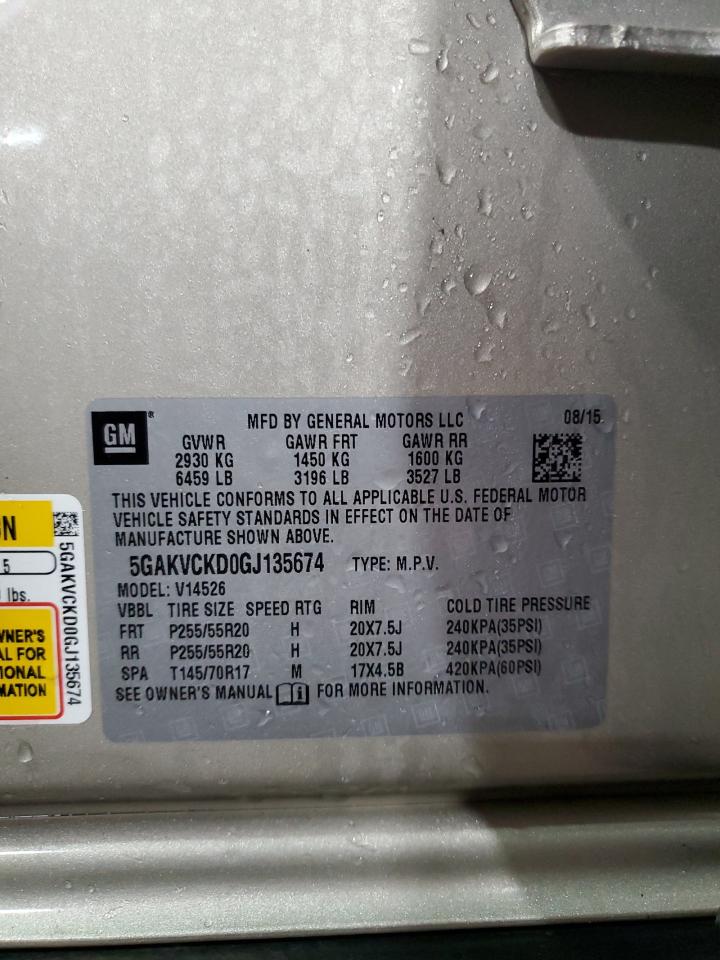 GM ®
MFD BY GENERAL MOTORS LLC 08/15
GVWR GAWR FRT GAWR RR
2930 KG 1450 KG 1600 KG
6459 LB 3196 LB 3527 LB
THIS VEHICLE CONFORMS TO ALL APPLICABLE U.S. FEDERAL MOTOR
VEHICLE SAFETY STANDARDS IN EFFECT ON THE DATE OF
MANUFACTURE SHOWN ABOVE.
5GAKVCKD0GJ135674 TYPE: M.P.V.
MODEL: V14526
VBBL TIRE SIZE SPEED RTG RIM COLD TIRE PRESSURE
FRT P255/55R20 H 20X7.5J 240KPA(35PSI)
RR P255/55R20 H 20X7.5J 240KPA(35PSI)
SPA T145/70R17 M 17X4.5B 420KPA(60PSI)
SEE OWNER'S MANUAL i FOR MORE INFORMATION.
N
5
lbs.
WNER'S
AL FOR
IONAL
MATION
5GAKVCKD0GJ135674